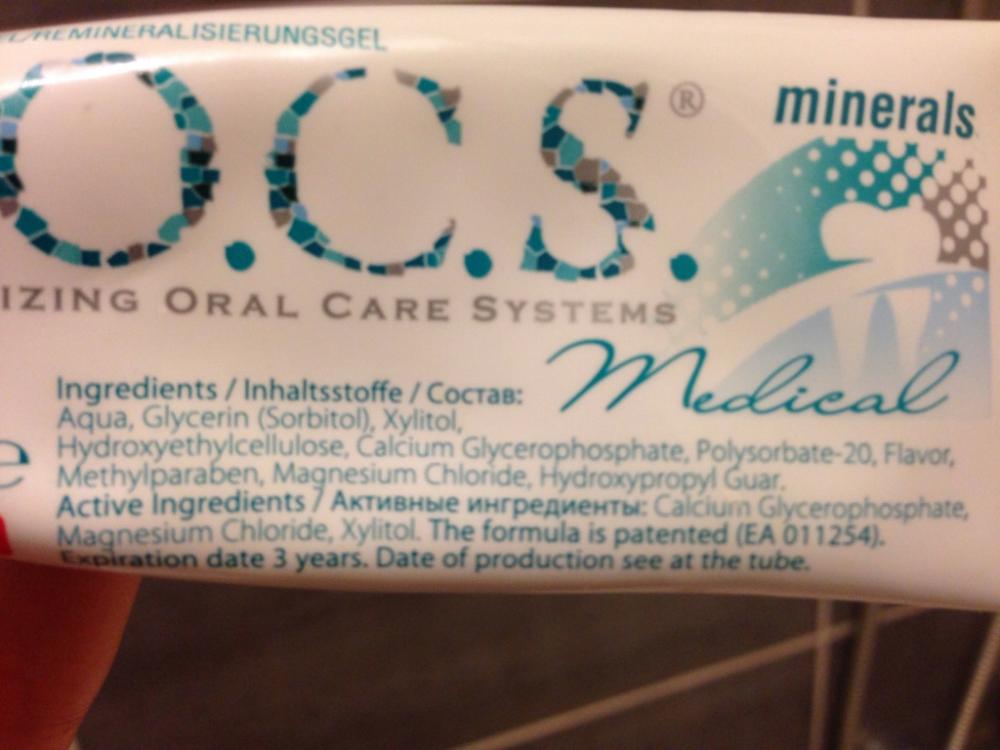 REMINERALISIERUNGSGEL
O.C.S.®
minerals
ORAL CARE SYSTEMS
Medical
Ingredients / Inhaltsstoffe / Состав:
Aqua, Glycerin (Sorbitol), Xylitol,
Hydroxyethylcellulose, Calcium Glycerophosphate, Polysorbate-20, Flavor,
Methylparaben, Magnesium Chloride, Hydroxypropyl Guar.
Active Ingredients / Активные ингредиенты: Calcium Glycerophosphate,
Magnesium Chloride, Xylitol. The formula is patented (EA 011254).
Expiration date 3 years. Date of production see at the tube.